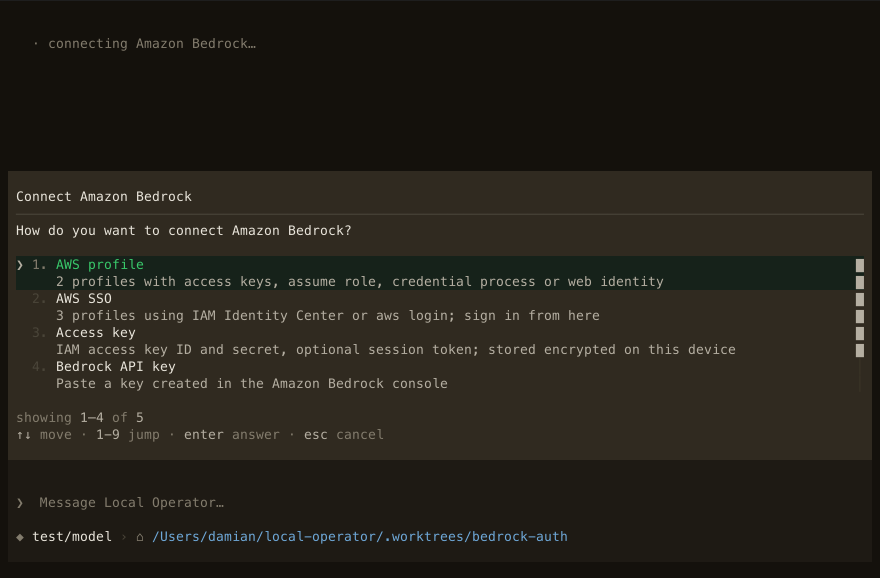 · connecting Amazon Bedrock…
Connect Amazon Bedrock
How do you want to connect Amazon Bedrock?
❯ 1. AWS profile
2 profiles with access keys, assume role, credential process or web identity
2. AWS SSO
3 profiles using IAM Identity Center or aws login; sign in from here
3. Access key
IAM access key ID and secret, optional session token; stored encrypted on this device
4. Bedrock API key
Paste a key created in the Amazon Bedrock console
showing 1–4 of 5
↑↓ move · 1–9 jump · enter answer · esc cancel
❯ Message Local Operator…
◆ test/model › ⌂ /Users/damian/local-operator/.worktrees/bedrock-auth